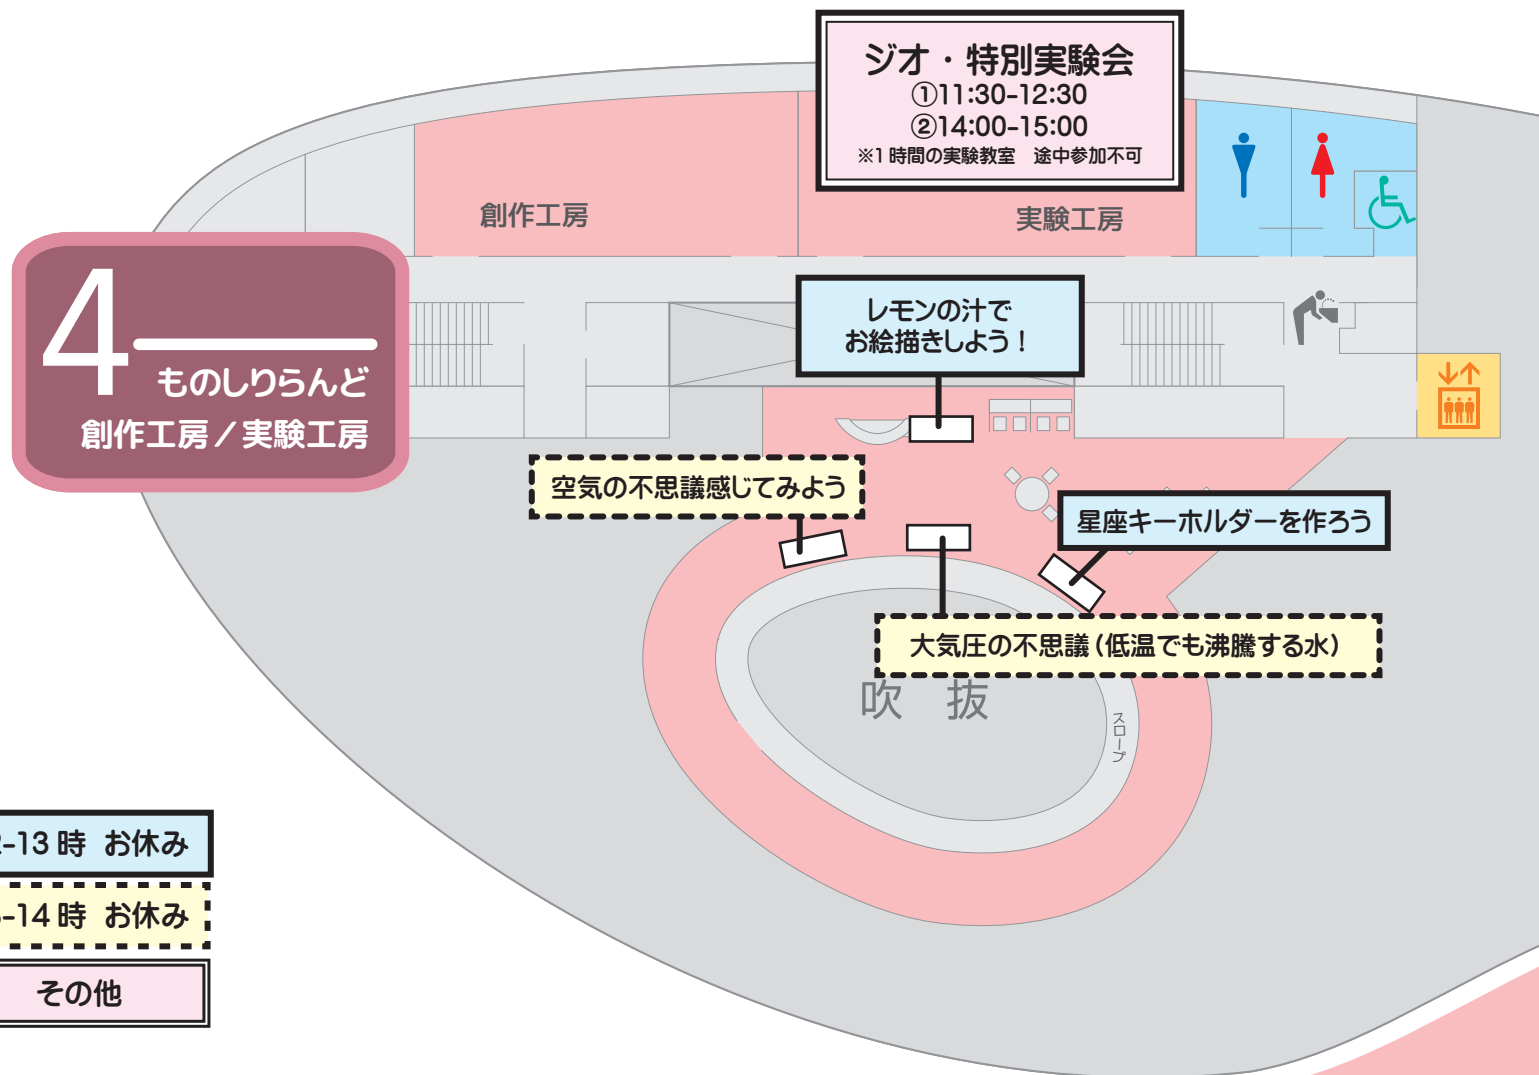 ジオ・特別実験会
①11:30-12:30
②14:00-15:00
※1時間の実験教室 途中参加不可
創作工房
実験工房
4
ものしりらんど
創作工房／実験工房
レモンの汁で
お絵描きしよう！
空気の不思議感じてみよう
星座キーホルダーを作ろう
大気圧の不思議（低温でも沸騰する水）
吹 抜
スロープ
-13時 お休み
-14時 お休み
その他